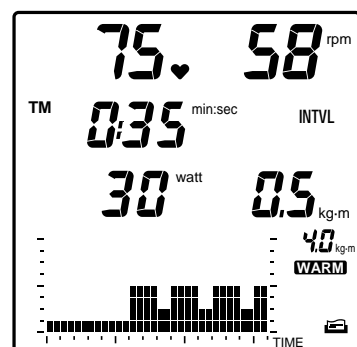 75 ♥ 58 rpm
TM 0:35 min:sec INTVL
30 watt 0.5 kg·m
4.0 kg·m
WARM
TIME